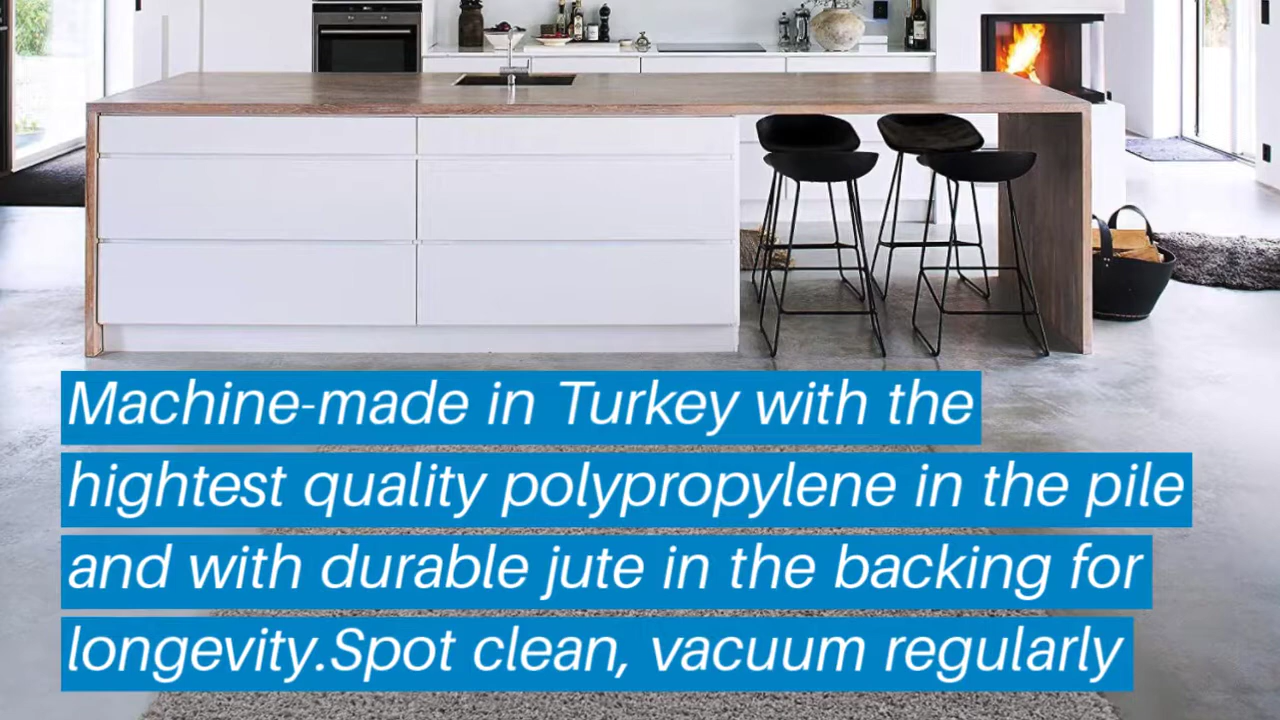 Machine-made in Turkey with the
hightest quality polypropylene in the pile
and with durable jute in the backing for
longevity.Spot clean, vacuum regularly